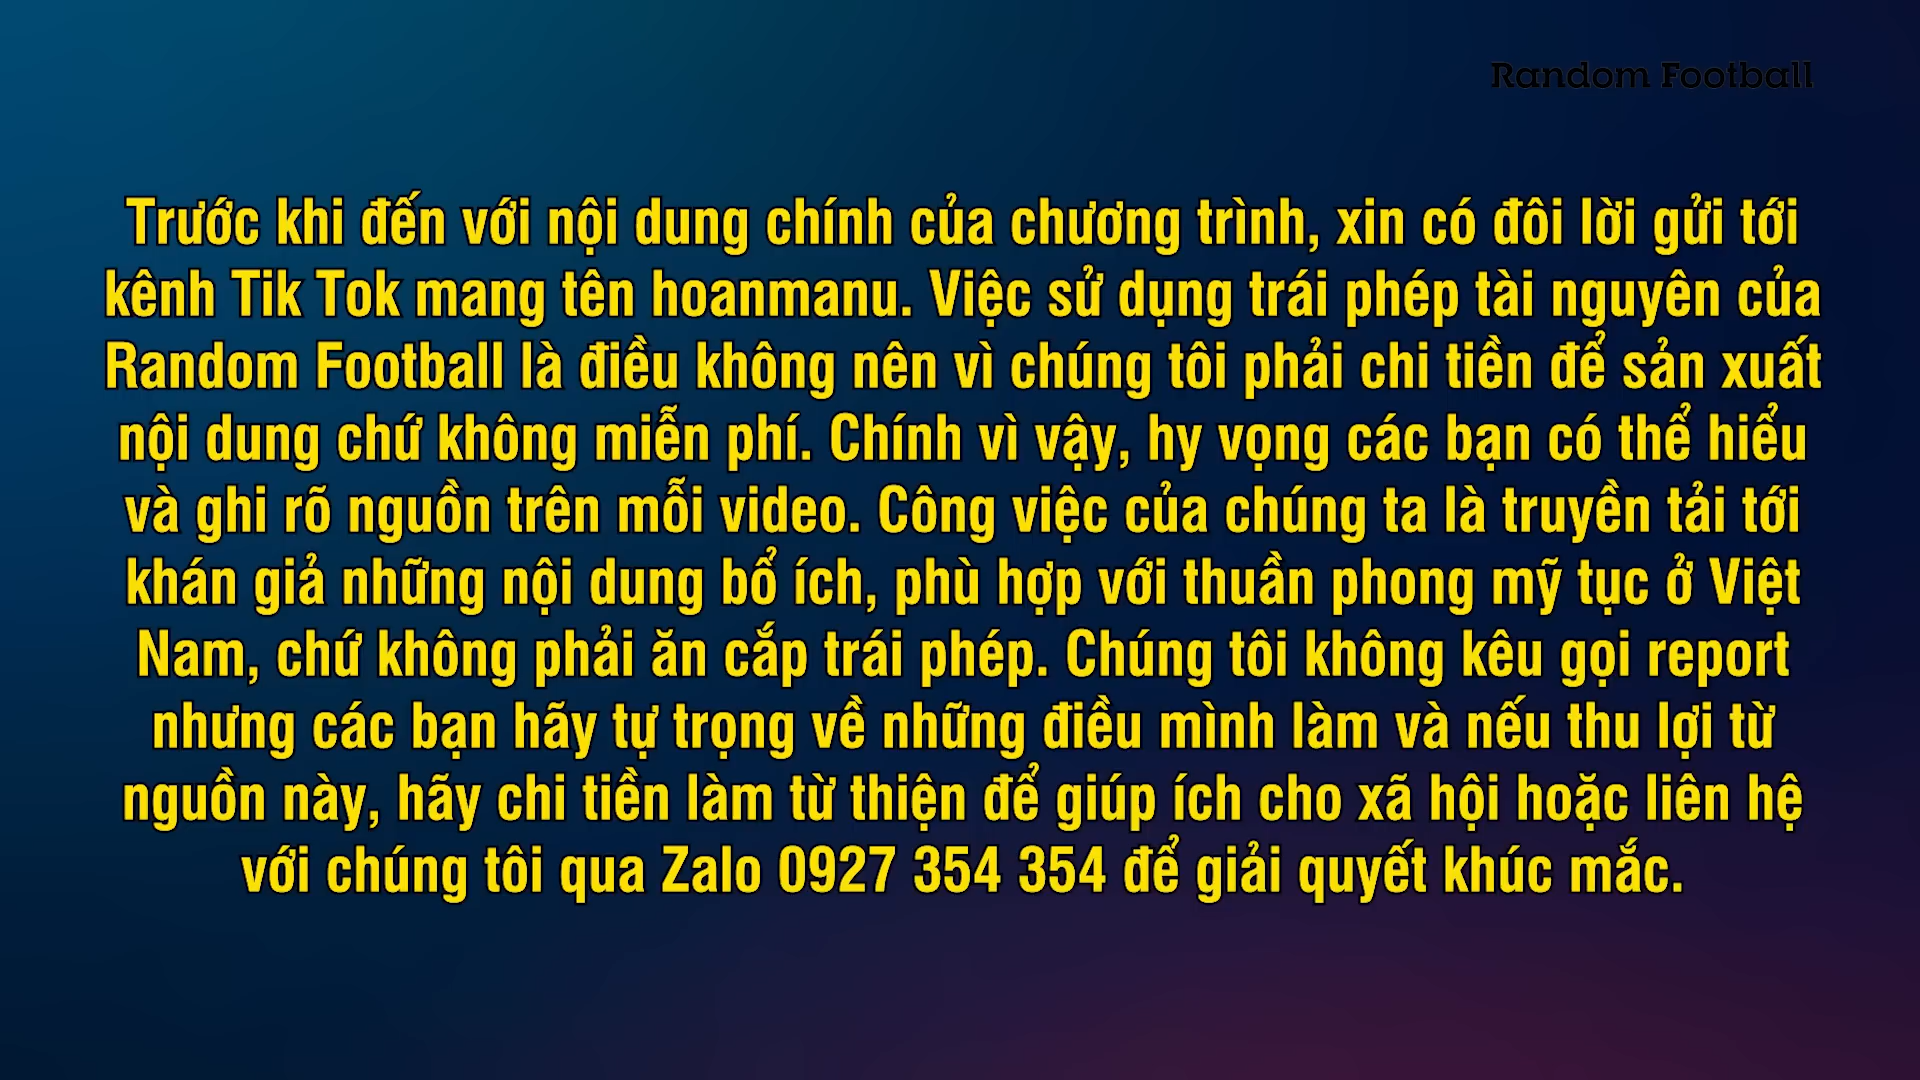 Random Football
Trước khi đến với nội dung chính của chương trình, xin có đôi lời gửi tới
kênh Tik Tok mang tên hoanmanu. Việc sử dụng trái phép tài nguyên của
Random Football là điều không nên vì chúng tôi phải chi tiền để sản xuất
nội dung chứ không miễn phí. Chính vì vậy, hy vọng các bạn có thể hiểu
và ghi rõ nguồn trên mỗi video. Công việc của chúng ta là truyền tải tới
khán giả những nội dung bổ ích, phù hợp với thuần phong mỹ tục ở Việt
Nam, chứ không phải ăn cắp trái phép. Chúng tôi không kêu gọi report
nhưng các bạn hãy tự trọng về những điều mình làm và nếu thu lợi từ
nguồn này, hãy chi tiền làm từ thiện để giúp ích cho xã hội hoặc liên hệ
với chúng tôi qua Zalo 0927 354 354 để giải quyết khúc mắc.